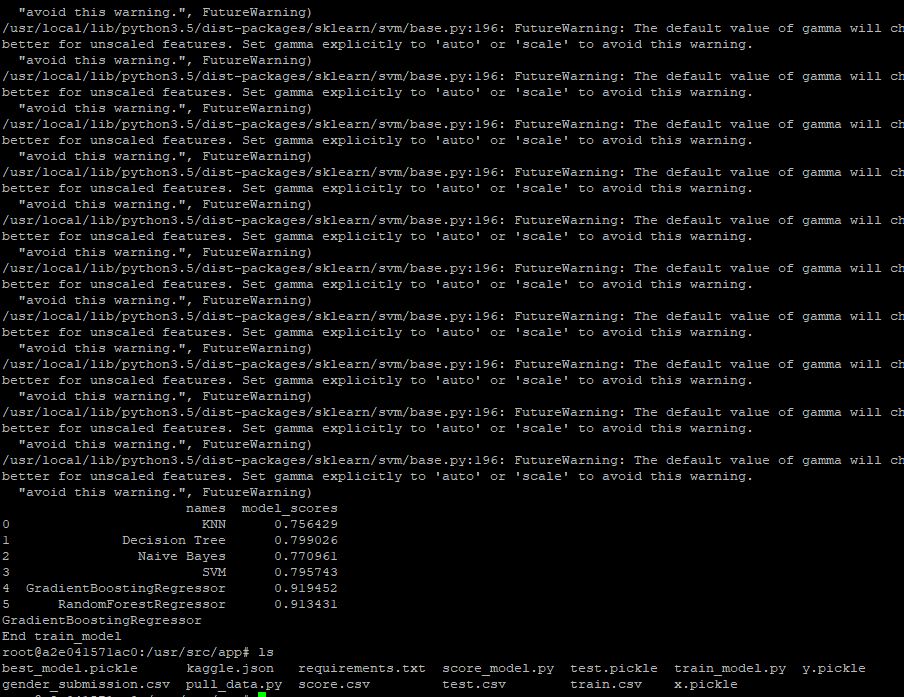 "avoid this warning.", FutureWarning)
/usr/local/lib/python3.5/dist-packages/sklearn/svm/base.py:196: FutureWarning: The default value of gamma will ch
better for unscaled features. Set gamma explicitly to 'auto' or 'scale' to avoid this warning.
  "avoid this warning.", FutureWarning)
/usr/local/lib/python3.5/dist-packages/sklearn/svm/base.py:196: FutureWarning: The default value of gamma will ch
better for unscaled features. Set gamma explicitly to 'auto' or 'scale' to avoid this warning.
  "avoid this warning.", FutureWarning)
/usr/local/lib/python3.5/dist-packages/sklearn/svm/base.py:196: FutureWarning: The default value of gamma will ch
better for unscaled features. Set gamma explicitly to 'auto' or 'scale' to avoid this warning.
  "avoid this warning.", FutureWarning)
/usr/local/lib/python3.5/dist-packages/sklearn/svm/base.py:196: FutureWarning: The default value of gamma will ch
better for unscaled features. Set gamma explicitly to 'auto' or 'scale' to avoid this warning.
  "avoid this warning.", FutureWarning)
/usr/local/lib/python3.5/dist-packages/sklearn/svm/base.py:196: FutureWarning: The default value of gamma will ch
better for unscaled features. Set gamma explicitly to 'auto' or 'scale' to avoid this warning.
  "avoid this warning.", FutureWarning)
/usr/local/lib/python3.5/dist-packages/sklearn/svm/base.py:196: FutureWarning: The default value of gamma will ch
better for unscaled features. Set gamma explicitly to 'auto' or 'scale' to avoid this warning.
  "avoid this warning.", FutureWarning)
/usr/local/lib/python3.5/dist-packages/sklearn/svm/base.py:196: FutureWarning: The default value of gamma will ch
better for unscaled features. Set gamma explicitly to 'auto' or 'scale' to avoid this warning.
  "avoid this warning.", FutureWarning)
/usr/local/lib/python3.5/dist-packages/sklearn/svm/base.py:196: FutureWarning: The default value of gamma will ch
better for unscaled features. Set gamma explicitly to 'auto' or 'scale' to avoid this warning.
  "avoid this warning.", FutureWarning)
/usr/local/lib/python3.5/dist-packages/sklearn/svm/base.py:196: FutureWarning: The default value of gamma will ch
better for unscaled features. Set gamma explicitly to 'auto' or 'scale' to avoid this warning.
  "avoid this warning.", FutureWarning)
/usr/local/lib/python3.5/dist-packages/sklearn/svm/base.py:196: FutureWarning: The default value of gamma will ch
better for unscaled features. Set gamma explicitly to 'auto' or 'scale' to avoid this warning.
  "avoid this warning.", FutureWarning)
                       names  model_scores
0                        KNN      0.756429
1              Decision Tree      0.799026
2                Naive Bayes      0.770961
3                        SVM      0.795743
4  GradientBoostingRegressor      0.919452
5      RandomForestRegressor      0.913431
GradientBoostingRegressor
End train_model
root@a2e041571ac0:/usr/src/app# ls
best_model.pickle      kaggle.json   requirements.txt  score_model.py  test.pickle  train_model.py  y.pickle
gender_submission.csv  pull_data.py  score.csv         test.csv        train.csv    x.pickle